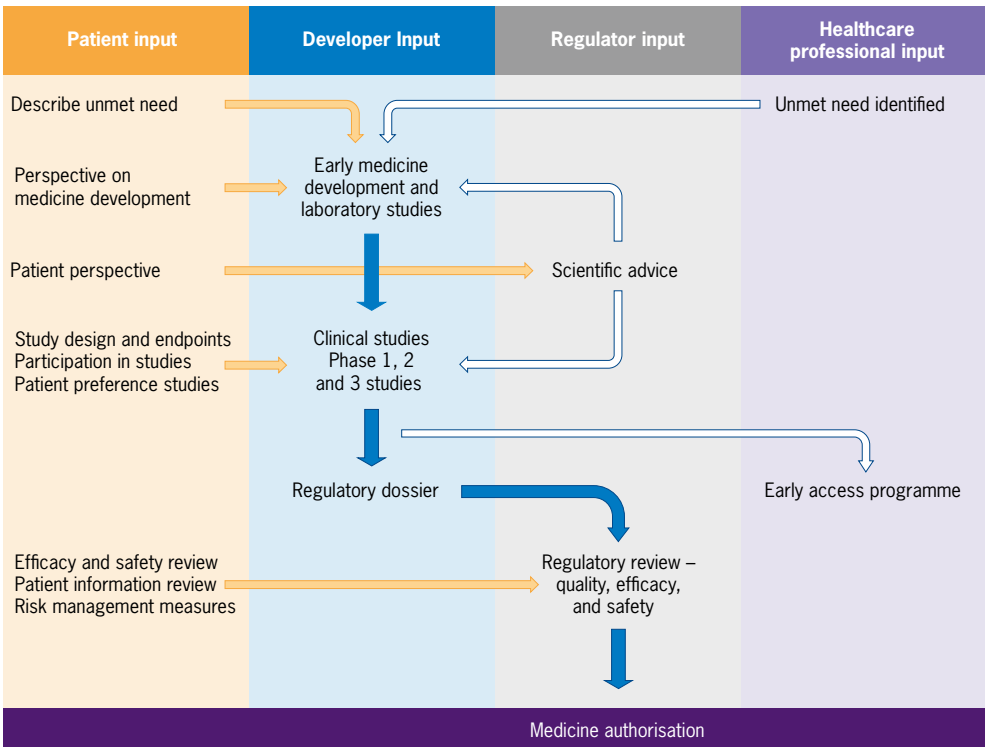 Patient input
Developer Input
Regulator input
Healthcare
professional input
Describe unmet need
Unmet need identified
Early medicine
development and
laboratory studies
Perspective on
medicine development
Patient perspective
Scientific advice
Study design and endpoints
Participation in studies
Patient preference studies
Clinical studies
Phase 1, 2
and 3 studies
Regulatory dossier
Early access programme
Efficacy and safety review
Patient information review
Risk management measures
Regulatory review –
quality, efficacy,
and safety
Medicine authorisation